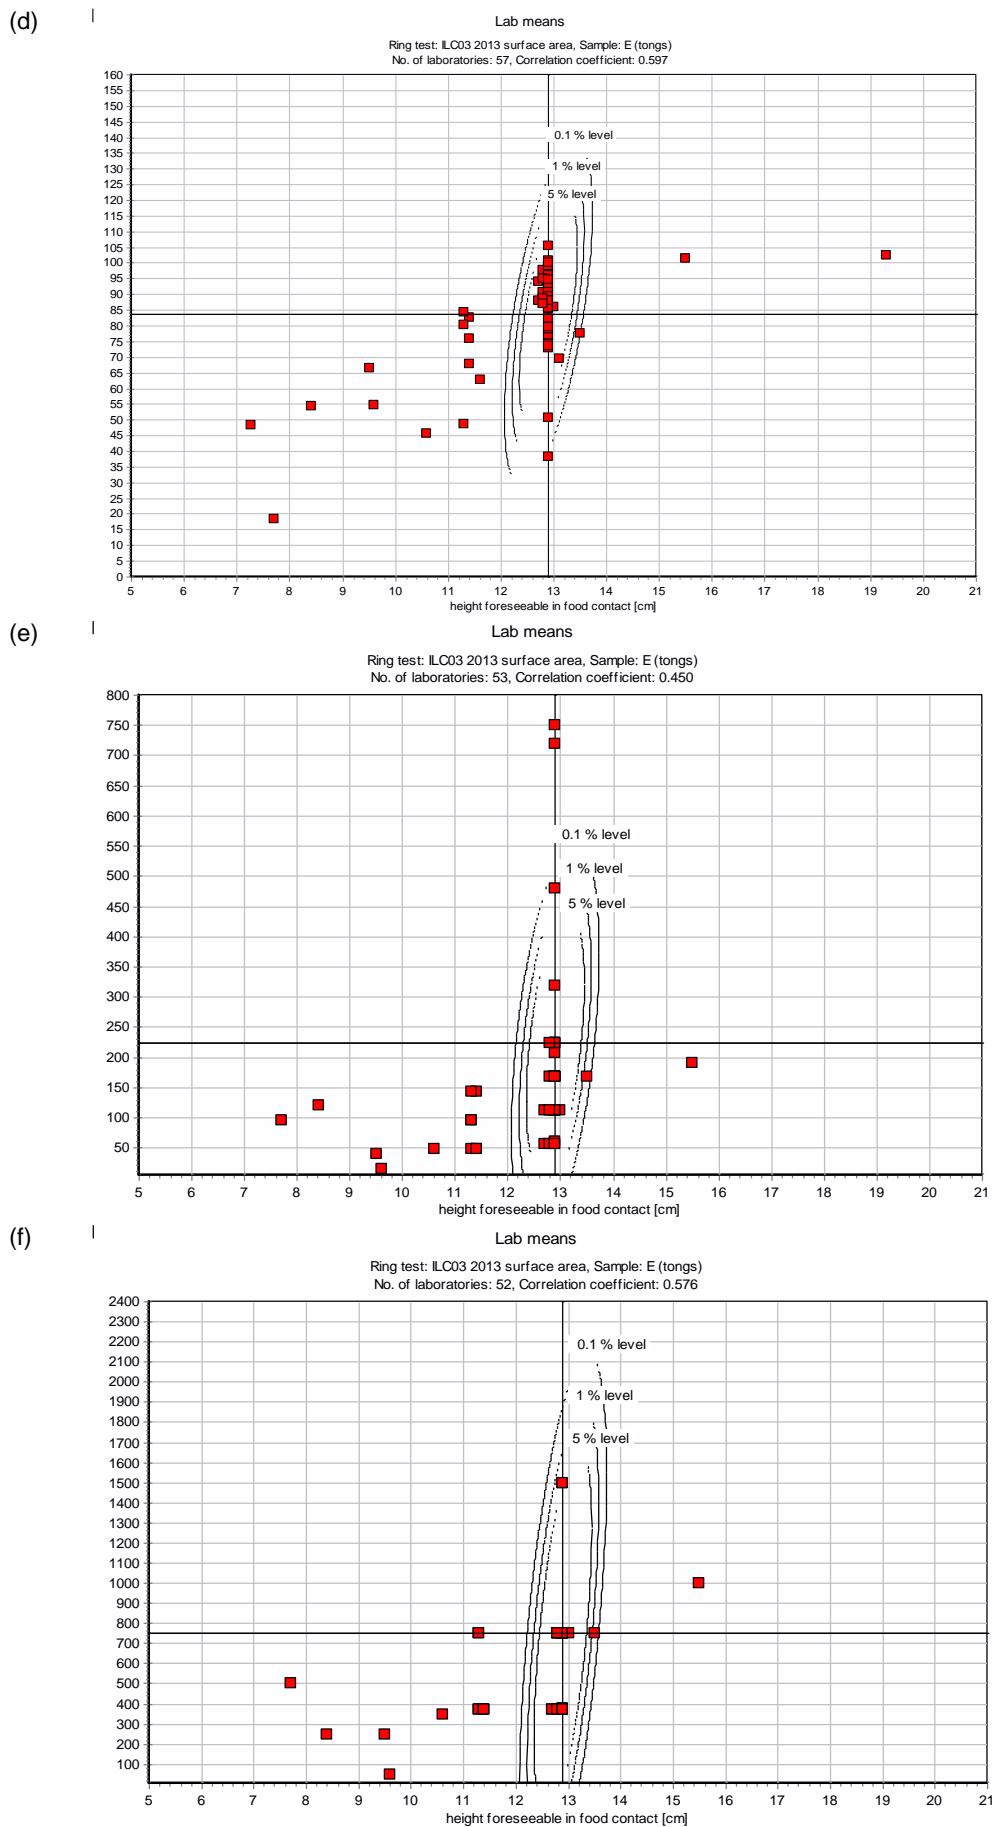 (d)
Lab means
Ring test: ILC03 2013 surface area, Sample: E (tongs)
No. of laboratories: 57, Correlation coefficient: 0.597
160
155
150
145
140
135
130
125
120
115
110
105
100
95
90
85
80
75
70
65
60
55
50
45
40
35
30
25
20
15
10
5
0
0.1 % level
1 % level
5 % level
5 6 7 8 9 10 11 12 13 14 15 16 17 18 19 20 21
height foreseeable in food contact [cm]
(e)
Lab means
Ring test: ILC03 2013 surface area, Sample: E (tongs)
No. of laboratories: 53, Correlation coefficient: 0.450
800
750
700
650
600
550
500
450
400
350
300
250
200
150
100
50
0.1 % level
1 % level
5 % level
5 6 7 8 9 10 11 12 13 14 15 16 17 18 19 20 21
height foreseeable in food contact [cm]
(f)
Lab means
Ring test: ILC03 2013 surface area, Sample: E (tongs)
No. of laboratories: 52, Correlation coefficient: 0.576
2400
2300
2200
2100
2000
1900
1800
1700
1600
1500
1400
1300
1200
1100
1000
900
800
700
600
500
400
300
200
100
0.1 % level
1 % level
5 % level
5 6 7 8 9 10 11 12 13 14 15 16 17 18 19 20 21
height foreseeable in food contact [cm]